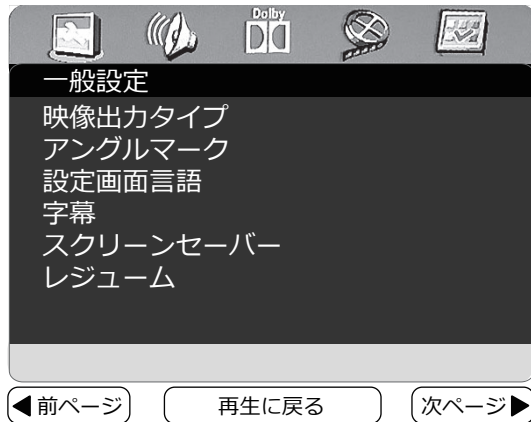 Dolby
一般設定
映像出力タイプ
アングルマーク
設定画面言語
字幕
スクリーンセーバー
レジューム
◀前ページ
再生に戻る
次ページ▶